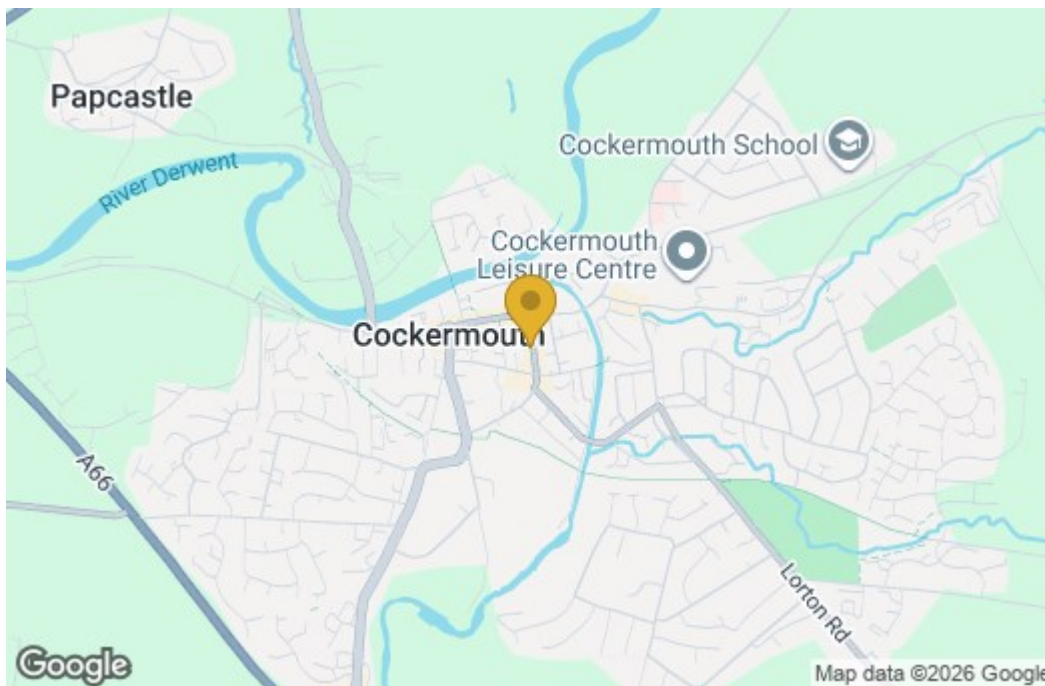 Papcastle
River Derwent
Cockermouth School
Cockermouth
Leisure Centre
Cockermouth
A66
Lorton Rd
Google
Map data ©2026 Google